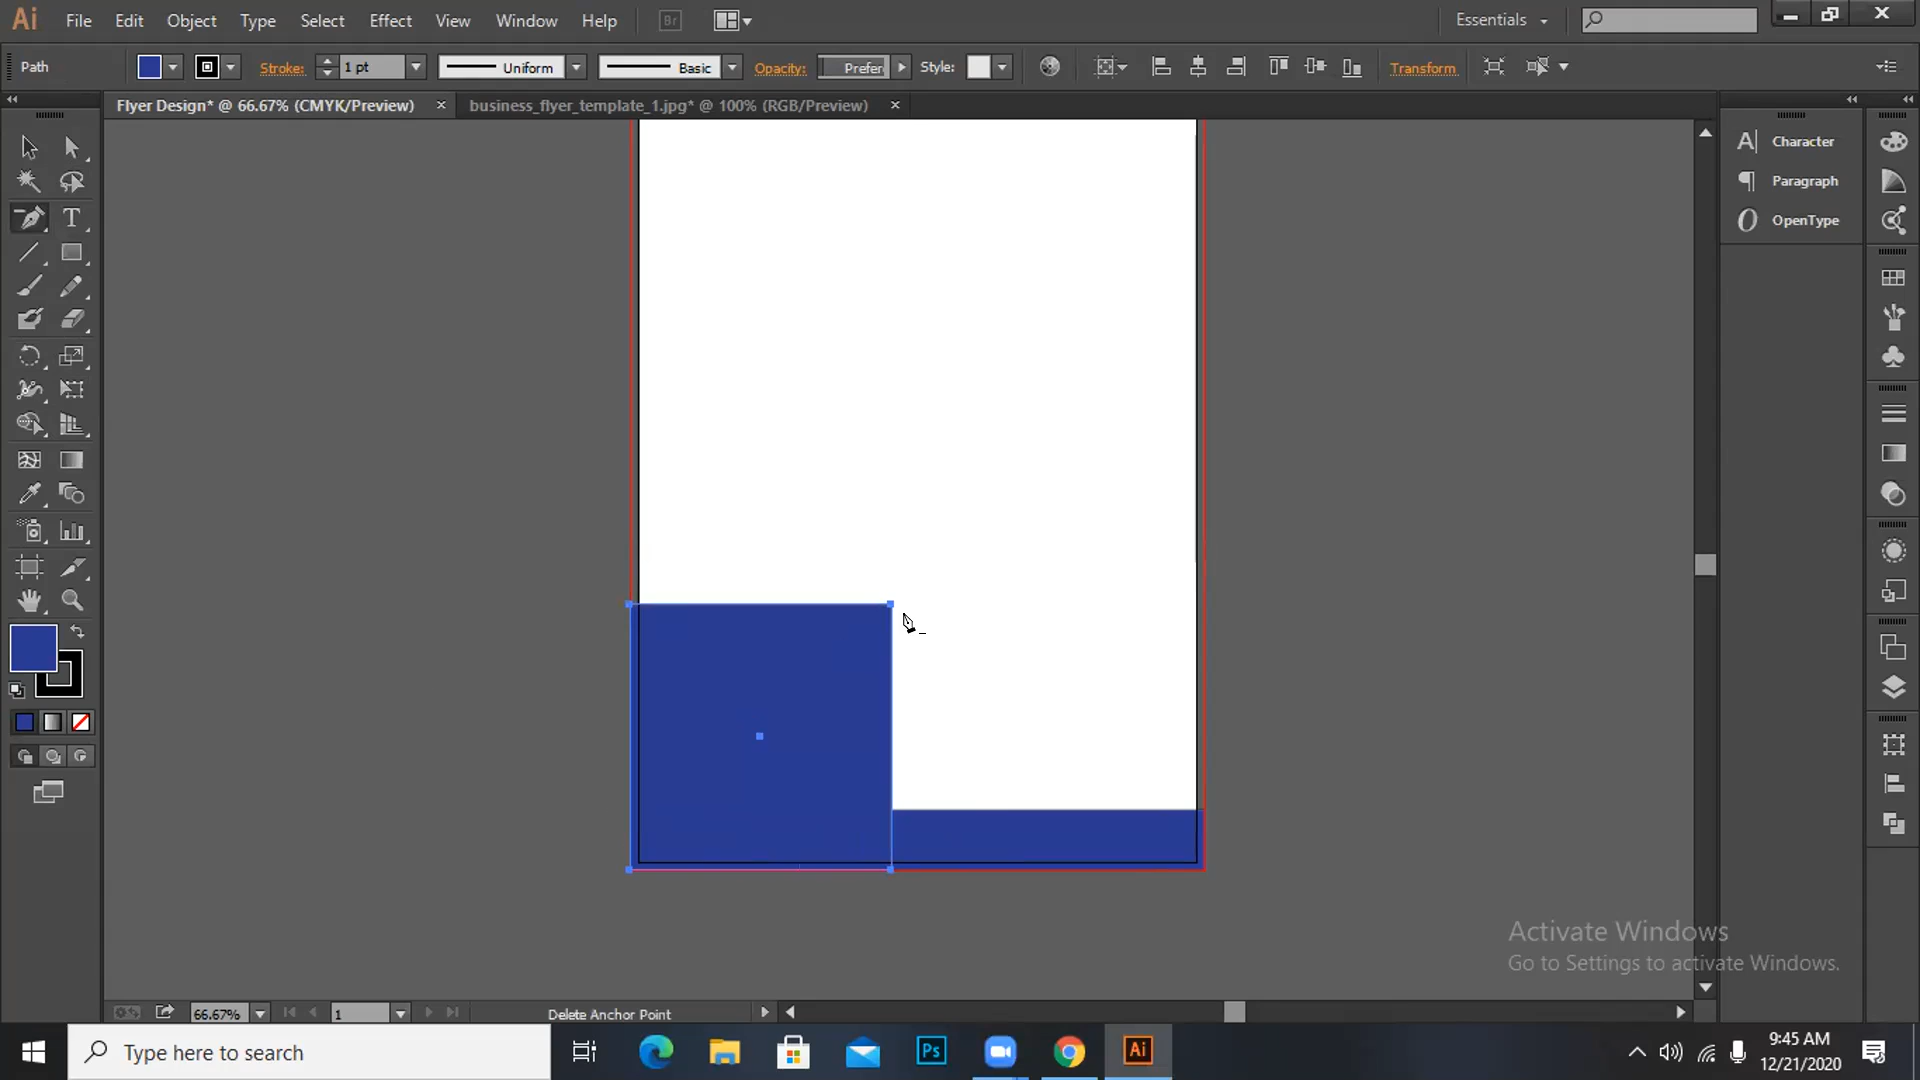 Ai File Edit Object Type Select Effect View Window Help Br Essentials
Path Stroke: 1 pt Uniform Basic Opacity: Prefer Style: Transform
Flyer Design* @ 66.67% (CMYK/Preview) × business_flyer_template_1.jpg* @ 100% (RGB/Preview) ×
Character
Paragraph
OpenType
Activate Windows
Go to Settings to activate Windows.
66.67% 1 Delete Anchor Point
Type here to search Ps Ai 9:45 AM
12/21/2020